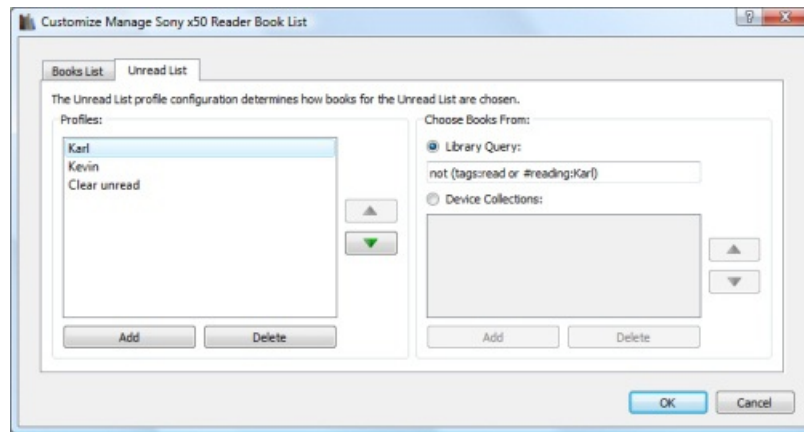 Customize Manage Sony x50 Reader Book List
Books List
Unread List
The Unread List profile configuration determines how books for the Unread List are chosen.
Profiles:
Karl
Kevin
Clear unread
Add
Delete
Choose Books From:
Library Query:
not (tags:read or #reading:Karl)
Device Collections:
Add
Delete
OK
Cancel